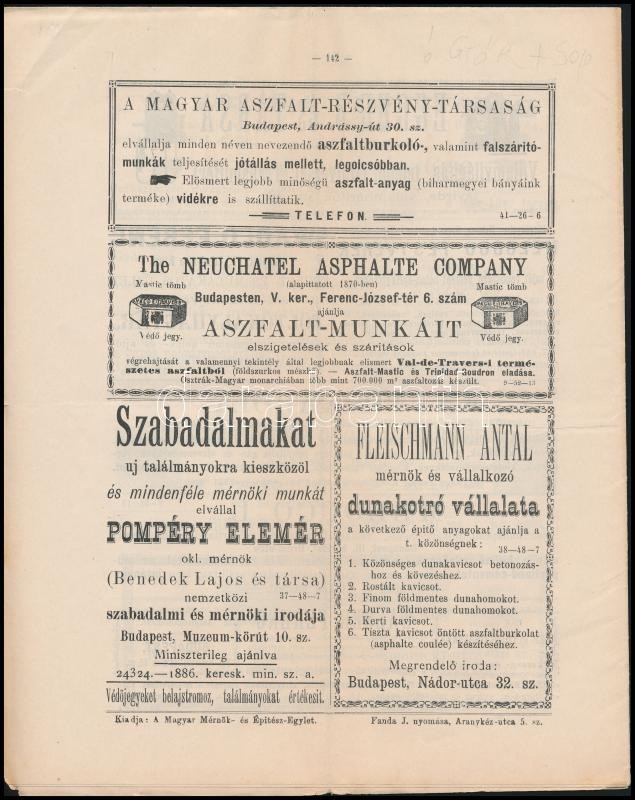 — 142 —
A MAGYAR ASZFALT-RÉSZVÉNY-TÁRSASÁG
Budapest, Andrássy-út 30. sz.
elvállalja minden néven nevezendő aszfaltburkoló-, valamint falszárító-
munkák teljesítését jótállás mellett, legolcsóbban.
Elösmert legjobb minőségü aszfalt-anyag (biharmegyei bányáink
terméke) vidékre is szállíttatik.
TELEFON.
41—26—6
The NEUCHATEL ASPHALTE COMPANY
Mastic tömb
(alapittatott 1870-ben)
Mastic tömb
Budapesten, V. ker., Ferenc-József-tér 6. szám
ajánlja
Védő jegy.
ASZFALT-MUNKÁIT
Védő jegy.
elszigetelések és szárítások
végrehajtását a valamennyi tekintély által legjobbnak elismert Val-de-Travers-i termé-
szetes aszfaltból (földszurkos mészkő). — Aszfalt-Mastic és Trinidad Goudron eladása.
Osztrák-Magyar monarchiában több mint 700.000 m² aszfaltozás készült.
9—52—13
Szabadalmakat
uj találmányokra kieszközöl
és mindenféle mérnöki munkát
elvállal
POMPÉRY ELEMÉR
okl. mérnök
(Benedek Lajos és társa)
nemzetközi
37—48—7
szabadalmi és mérnöki irodája
Budapest, Muzeum-körút 10. sz.
Miniszterileg ajánlva
24324.—1886. keresk. min. sz. a.
Védőjegyeket belajstromoz, találmányokat értékesit.
FLEISCHMANN ANTAL
mérnök és vállalkozó
dunakotró vállalata
a következő építő anyagokat ajánlja a
t. közönségnek:
38—48—7
1. Közönséges dunakavicsot betonozás-
hoz és kövezéshez.
2. Rostált kavicsot.
3. Finom földmentes dunahomokot.
4. Durva földmentes dunahomokot.
5. Kerti kavicsot.
6. Tiszta kavicsot öntött aszfaltburkolat
(asphalte coulée) készítéséhez.
Megrendelő iroda:
Budapest, Nádor-utca 32. sz.
Kiadja: A Magyar Mérnök- és Építész-Egylet.
Fanda J. nyomása, Aranykéz-utca 5. sz.
darabanth